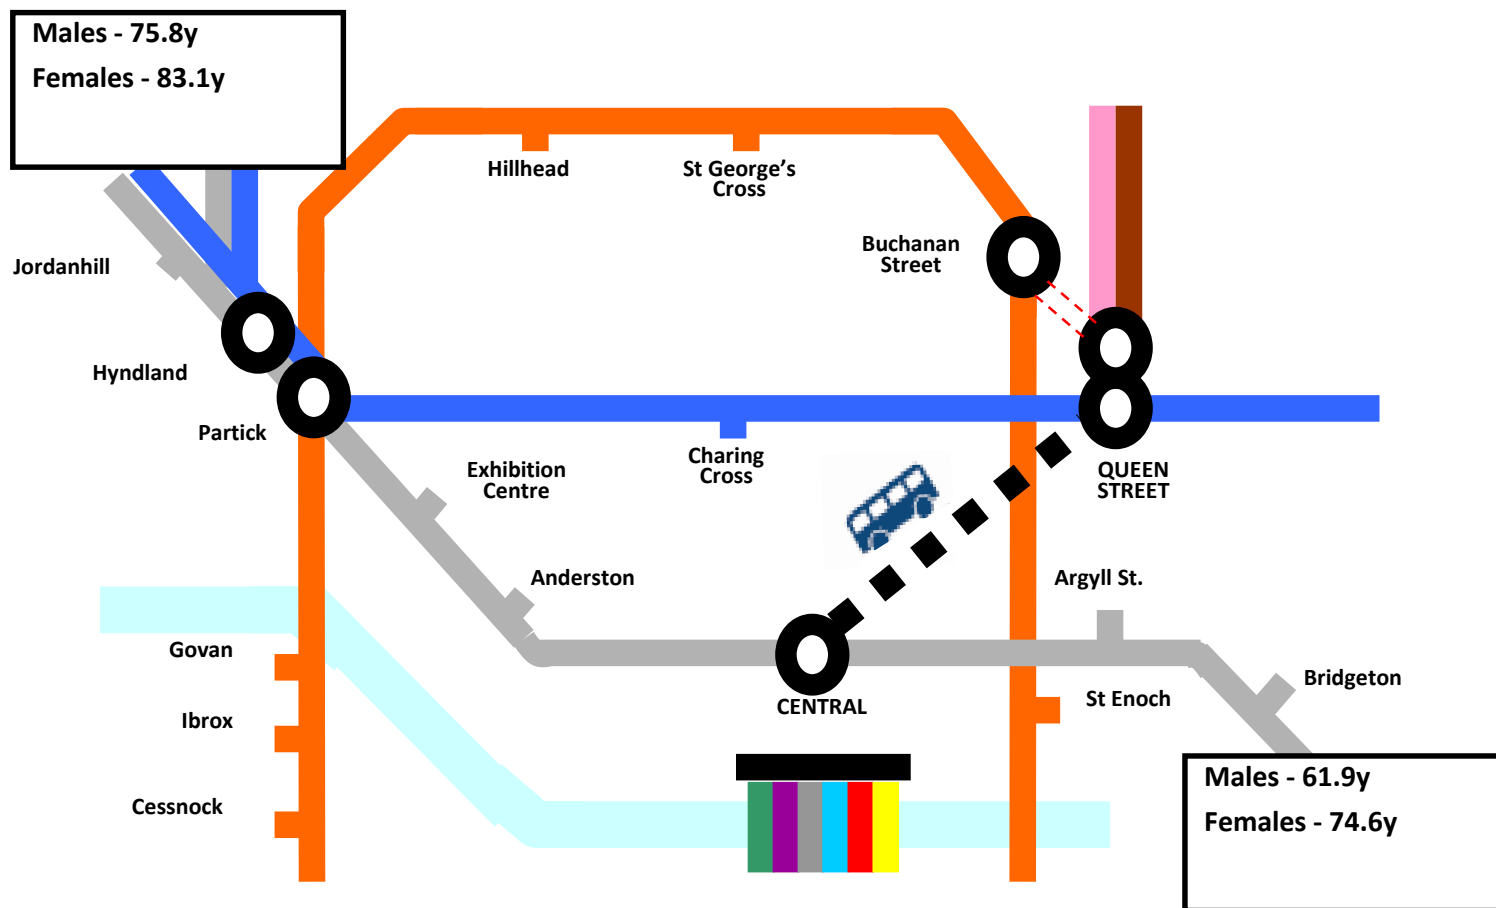 Males - 75.8y
Females - 83.1y
Hillhead
St George's
Cross
Buchanan
Street
Jordanhill
Hyndland
Partick
Exhibition
Centre
Charing
Cross
QUEEN
STREET
Anderston
Argyll St.
Govan
Bridgeton
St Enoch
CENTRAL
Ibrox
Cessnock
Males - 61.9y
Females - 74.6y